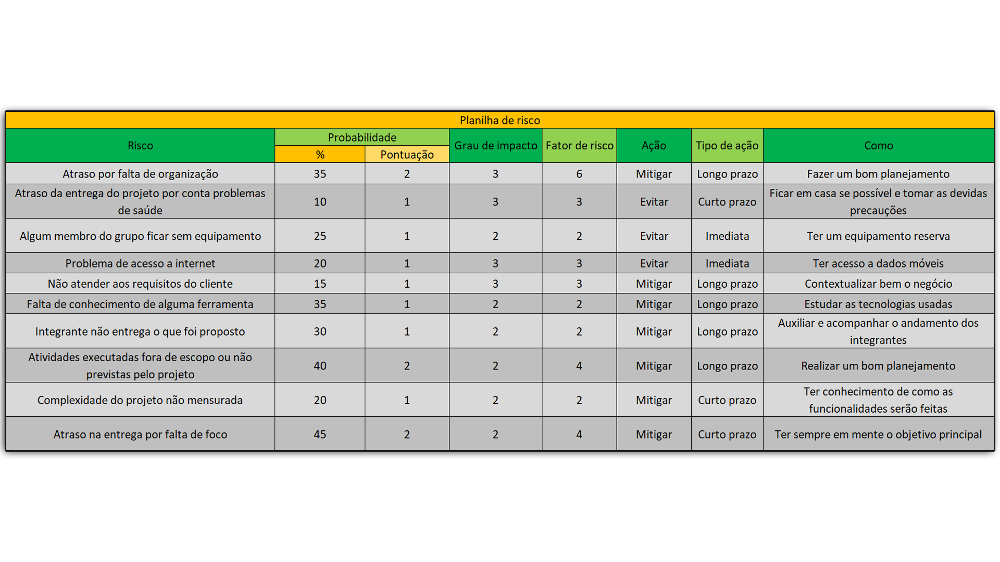 Planilha de risco
Risco
Probabilidade
%
Pontuação
Grau de impacto
Fator de risco
Ação
Tipo de ação
Como
Atraso por falta de organização 35 2 3 6 Mitigar Longo prazo Fazer um bom planejamento
Atraso da entrega do projeto por conta problemas
de saúde
10 1 3 3 Evitar Curto prazo
Ficar em casa se possível e tomar as devidas
precauções
Algum membro do grupo ficar sem equipamento 25 1 2 2 Evitar Imediata Ter um equipamento reserva
Problema de acesso a internet 20 1 3 3 Evitar Imediata Ter acesso a dados móveis
Não atender aos requisitos do cliente 15 1 3 3 Mitigar Longo prazo Contextualizar bem o negócio
Falta de conhecimento de alguma ferramenta 35 1 2 2 Mitigar Longo prazo Estudar as tecnologias usadas
Integrante não entrega o que foi proposto 30 1 2 2 Mitigar Longo prazo
Auxiliar e acompanhar o andamento dos
integrantes
Atividades executadas fora de escopo ou não
previstas pelo projeto
40 2 2 4 Mitigar Longo prazo Realizar um bom planejamento
Complexidade do projeto não mensurada 20 1 2 2 Mitigar Curto prazo
Ter conhecimento de como as
funcionalidades serão feitas
Atraso na entrega por falta de foco 45 2 2 4 Mitigar Curto prazo Ter sempre em mente o objetivo principal